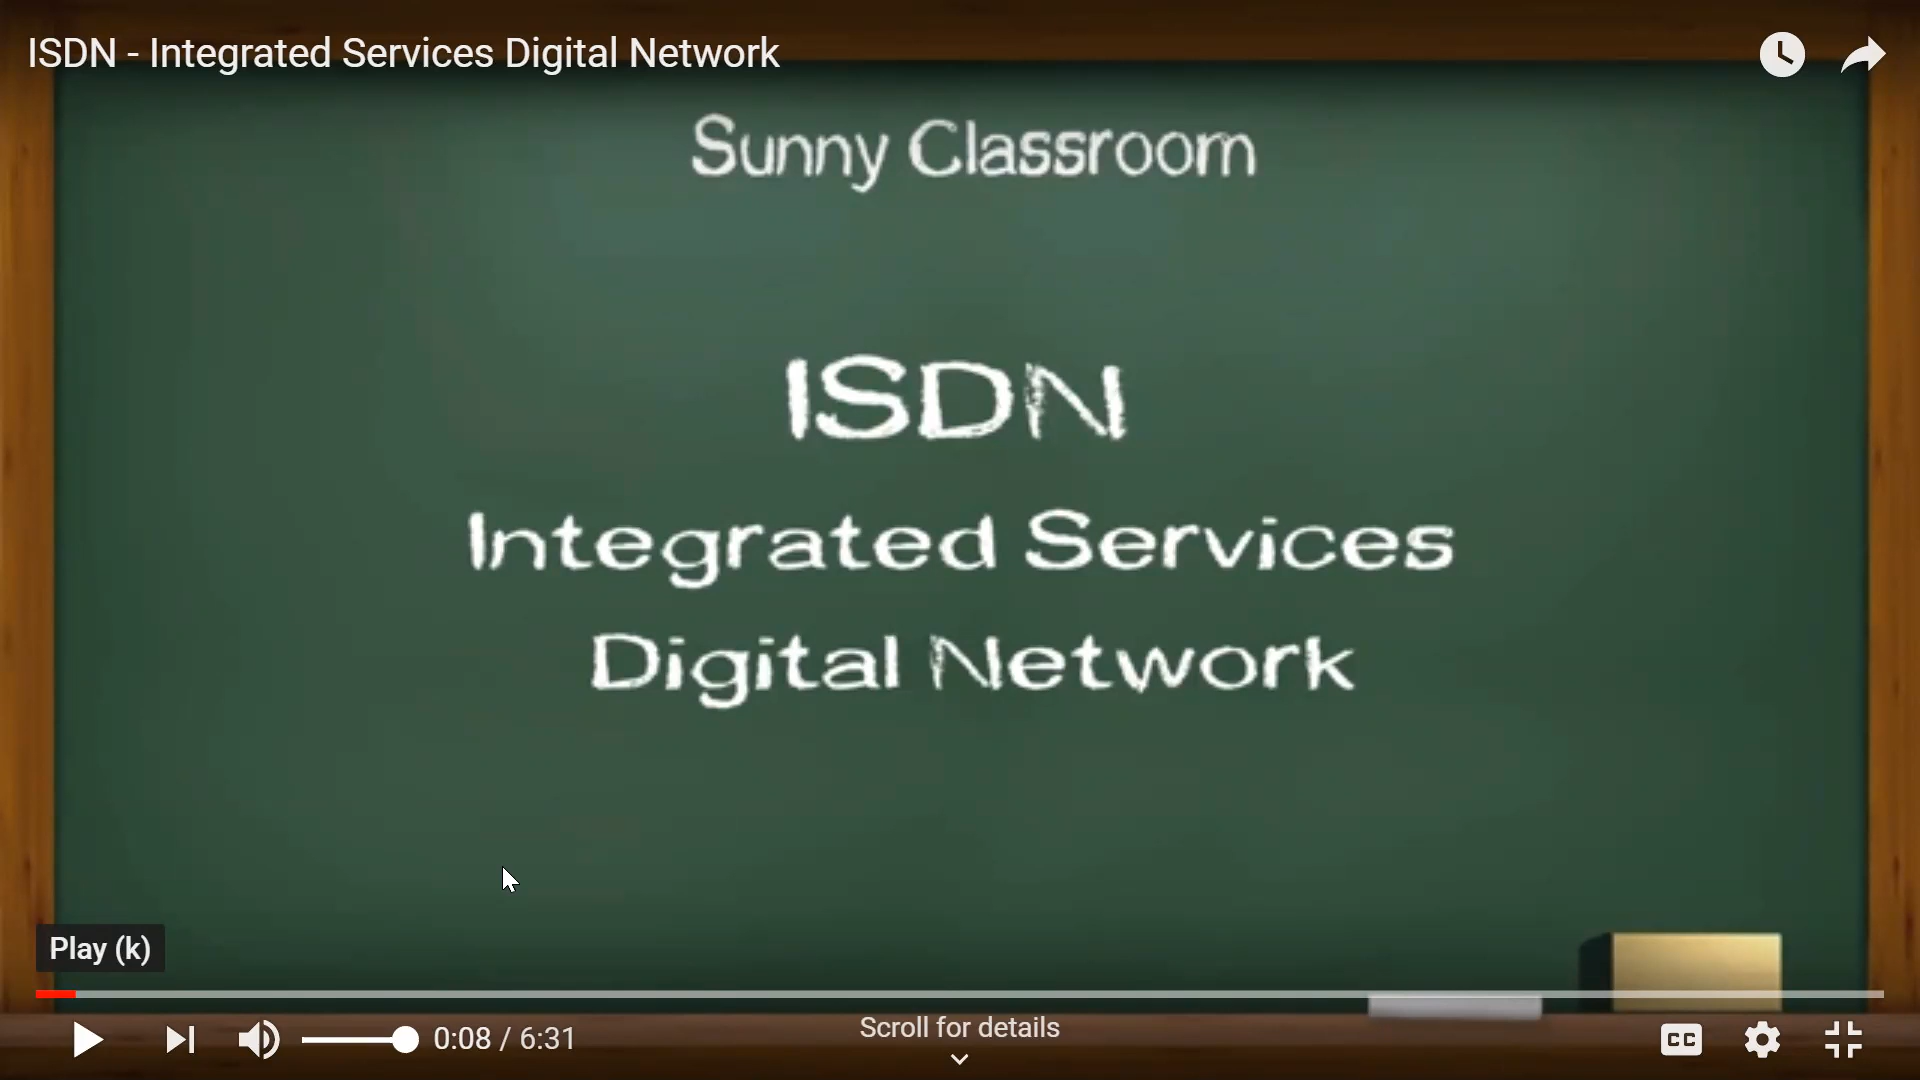 ISDN - Integrated Services Digital Network
Sunny Classroom
ISDN
Integrated Services
Digital Network
Play (k)
0:08 / 6:31
Scroll for details
CC